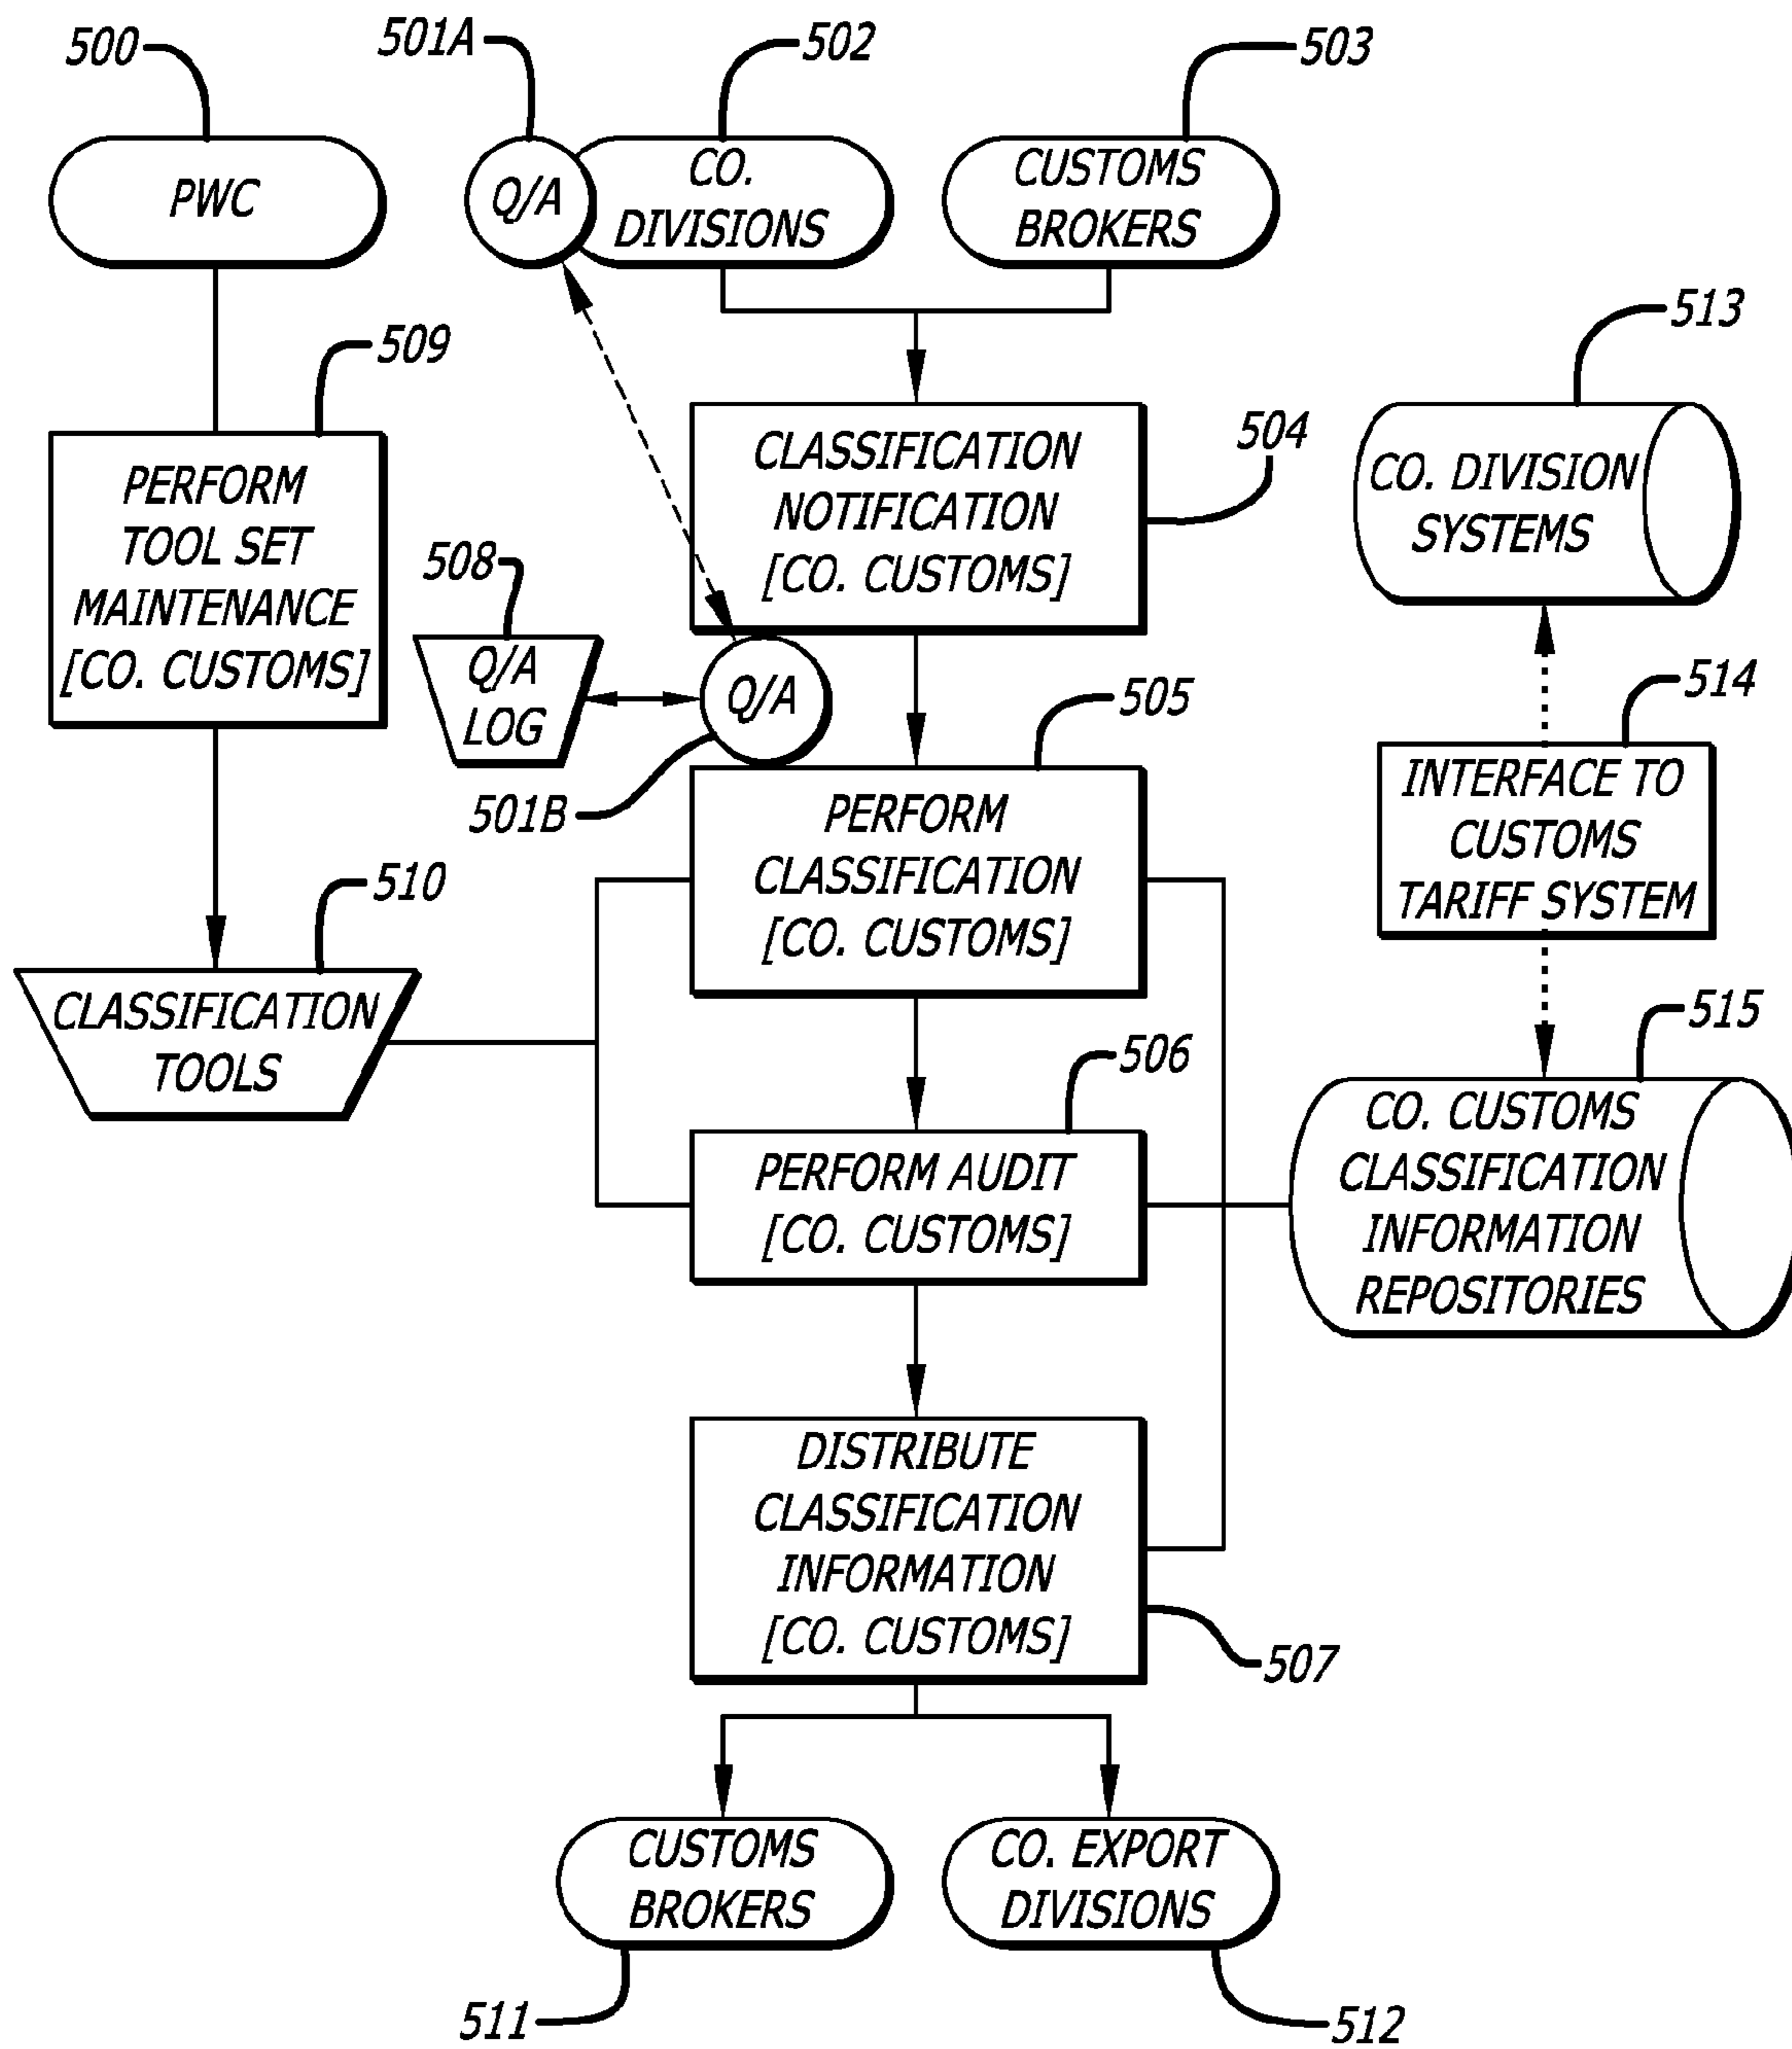 500
501A
502
503
PWC
Q/A
CO.
DIVISIONS
CUSTOMS
BROKERS
509
513
PERFORM
TOOL SET
MAINTENANCE
[CO. CUSTOMS]
CLASSIFICATION
NOTIFICATION
[CO. CUSTOMS]
504
CO. DIVISION
SYSTEMS
508
Q/A
LOG
Q/A
501B
505
514
PERFORM
CLASSIFICATION
[CO. CUSTOMS]
INTERFACE TO
CUSTOMS
TARIFF SYSTEM
510
CLASSIFICATION
TOOLS
506
515
PERFORM AUDIT
[CO. CUSTOMS]
CO. CUSTOMS
CLASSIFICATION
INFORMATION
REPOSITORIES
DISTRIBUTE
CLASSIFICATION
INFORMATION
[CO. CUSTOMS]
507
CUSTOMS
BROKERS
CO. EXPORT
DIVISIONS
511
512